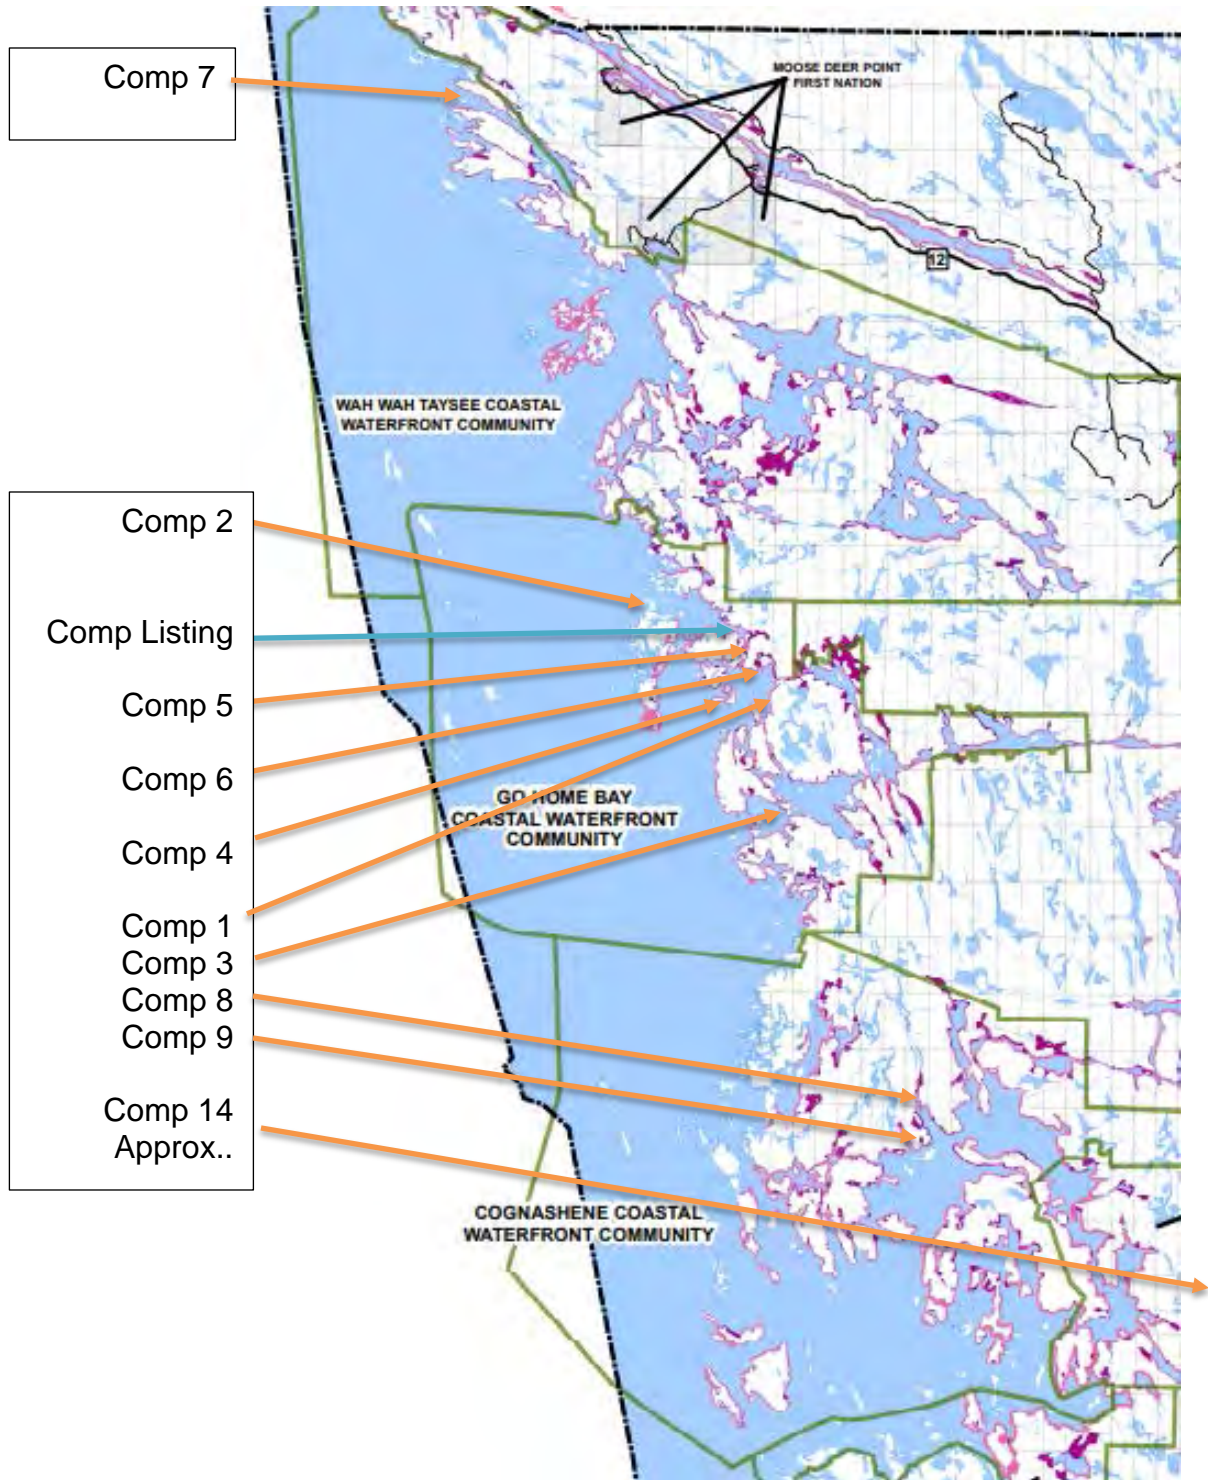 Comp 7
MOOSE DEER POINT
FIRST NATION
12
WAH WAH TAYSEE COASTAL
WATERFRONT COMMUNITY
Comp 2
Comp Listing
Comp 5
Comp 6
Comp 4
Comp 1
Comp 3
Comp 8
Comp 9
Comp 14
Approx..
GO HOME BAY
COASTAL WATERFRONT
COMMUNITY
COGNASHENE COASTAL
WATERFRONT COMMUNITY